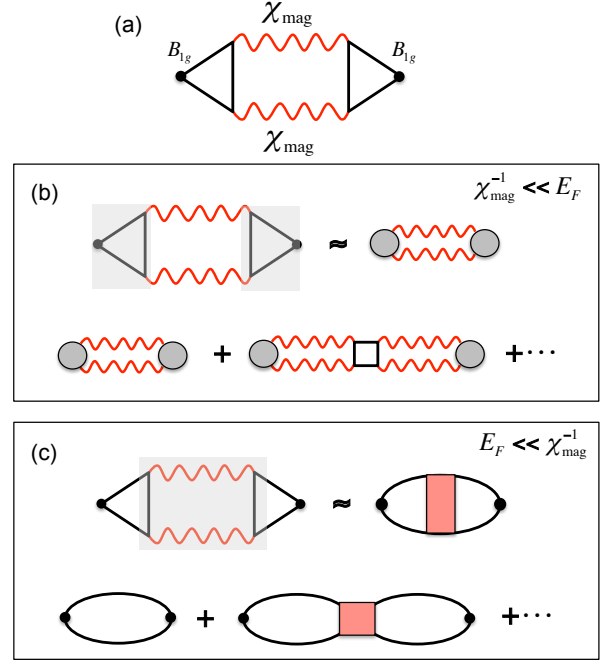 (a)
χmag
B1g
B1g
χmag
(b)
χ⁻¹mag << EF
≈
+ +⋯
(c)
EF << χ⁻¹mag
≈
+ +⋯